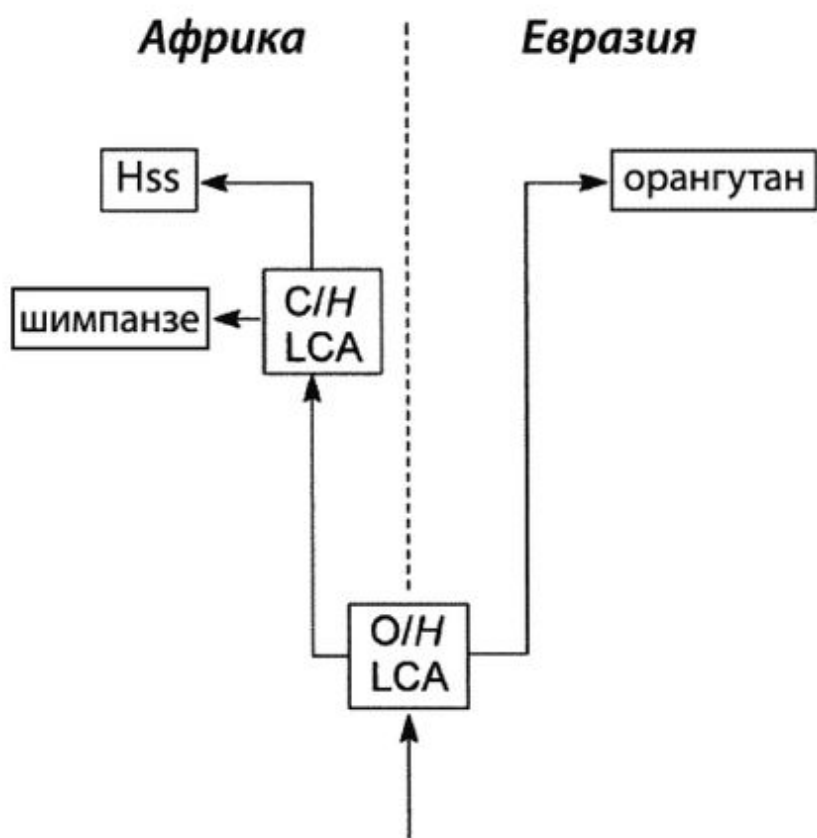 Африка
Евразия
Hss
орангутан
C/H
LCA
шимпанзе
O/H
LCA